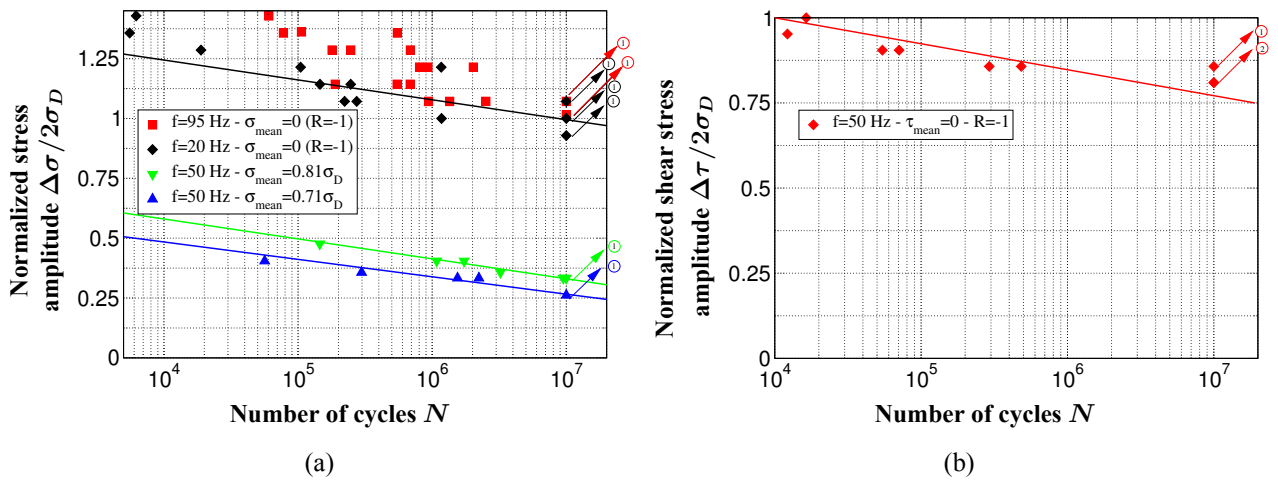 Normalized stress
amplitude Δσ/2σ_D
1.25
1
0.75
0.5
0.25
0
f=95 Hz - σ_mean=0 (R=-1)
f=20 Hz - σ_mean=0 (R=-1)
f=50 Hz - σ_mean=0.81σ_D
f=50 Hz - σ_mean=0.71σ_D
1
1
1
1
1
1
1
10^4
10^5
10^6
10^7
Number of cycles N
(a)
Normalized shear stress
amplitude Δτ/2σ_D
1
0.75
1
0.25
0
f=50 Hz - τ_mean=0 - R=-1
1
2
10^4
10^5
10^6
10^7
Number of cycles N
(b)